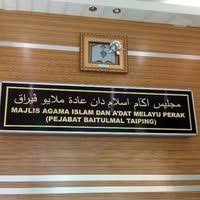 مجليس اݢام اسلام دان عادة ملايو ڤيراق
MAJLIS AGAMA ISLAM DAN A'DAT MELAYU PERAK
(PEJABAT BAITULMAL TAIPING)